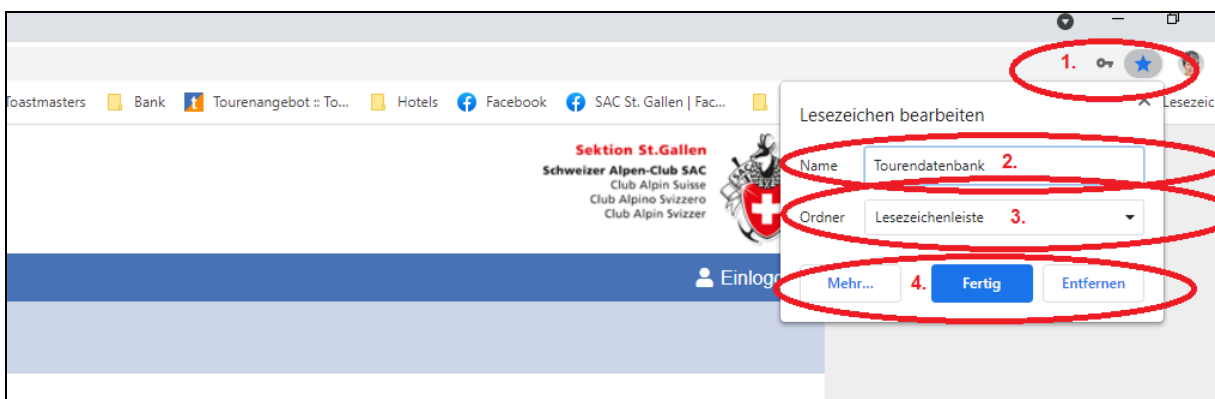 1.
Toastmasters Bank Tourenangebot :: To... Hotels Facebook SAC St. Gallen | Fac... Lesezeic
Lesezeichen bearbeiten
Sektion St.Gallen
Schweizer Alpen-Club SAC
Club Alpin Suisse
Club Alpino Svizzero
Club Alpin Svizzer
Name Tourendatenbank 2.
Ordner Lesezeichenleiste 3.
Einlogg
Mehr... 4. Fertig Entfernen